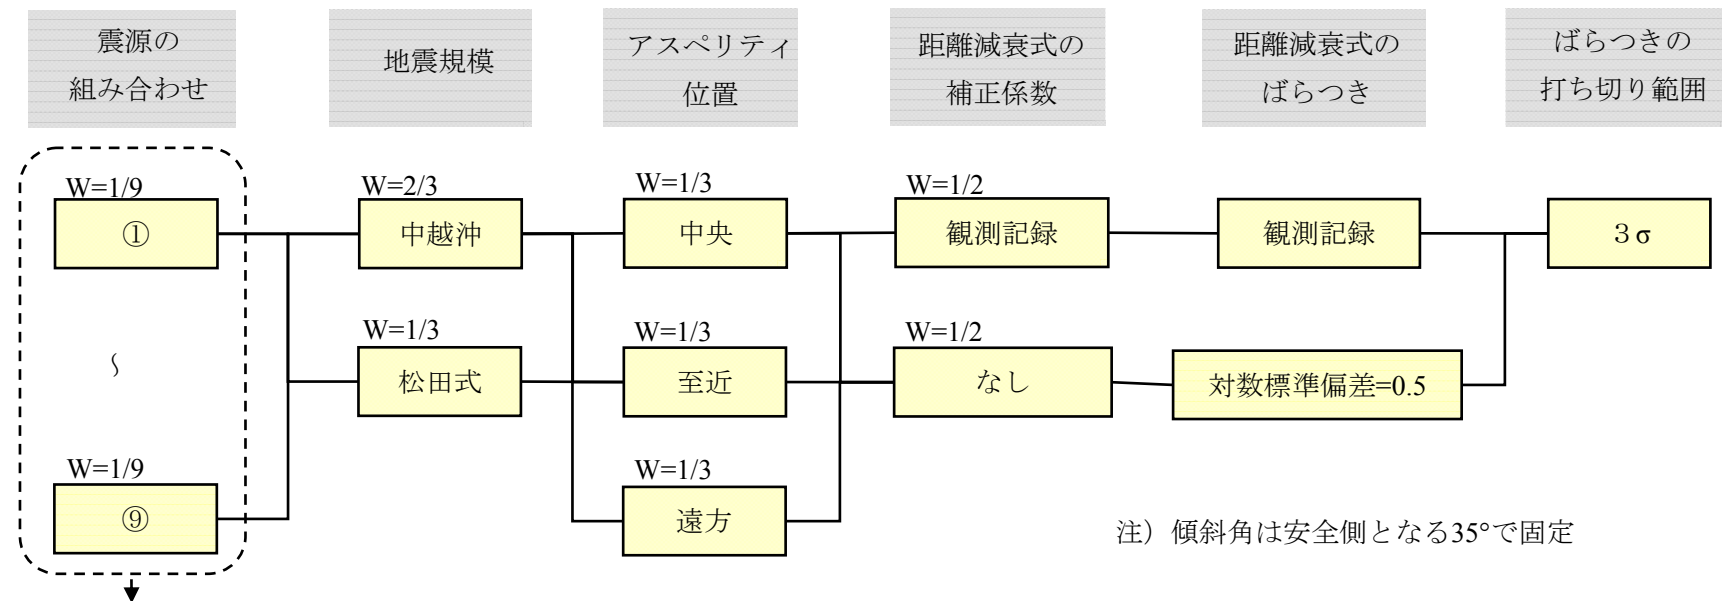 震源の
組み合わせ
地震規模
アスペリティ
位置
距離減衰式の
補正係数
距離減衰式の
ばらつき
ばらつきの
打ち切り範囲
W=1/9
①
W=2/3
中越沖
W=1/3
中央
W=1/2
観測記録
観測記録
3σ
~
W=1/3
松田式
W=1/3
至近
W=1/2
なし
対数標準偏差=0.5
W=1/9
⑨
W=1/3
遠方
注）傾斜角は安全側となる35°で固定